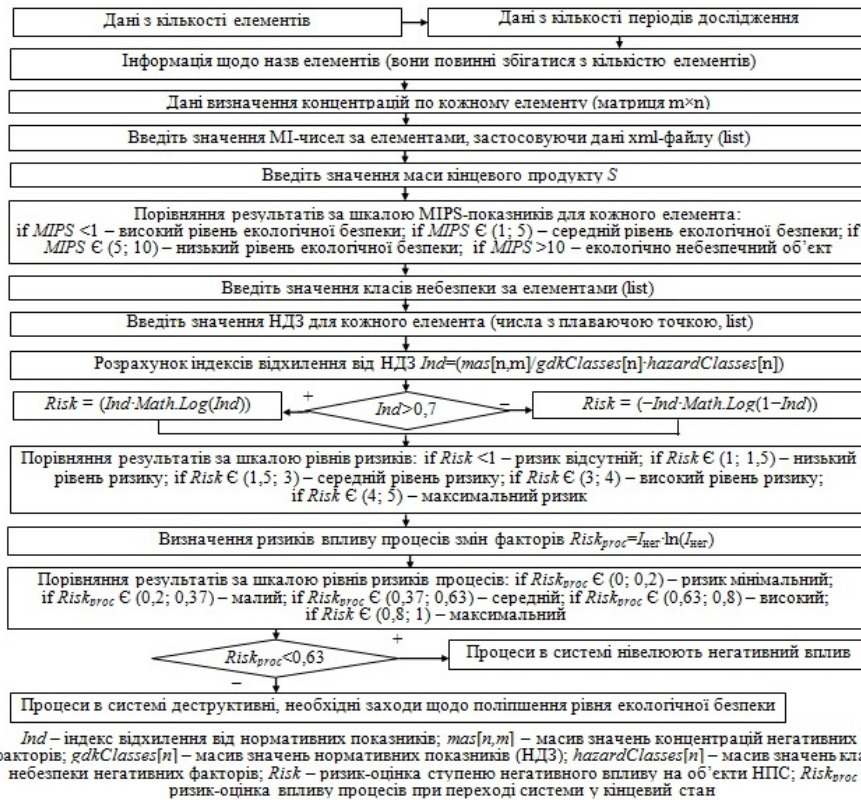 Дані з кількості елементів
Дані з кількості періодів дослідження
Інформація щодо назв елементів (вони повинні збігатися з кількістю елементів)
Дані визначення концентрацій по кожному елементу (матриця m×n)
Введіть значення МІ-чисел за елементами, застосовуючи дані xml-файлу (list)
Введіть значення маси кінцевого продукту S
Порівняння результатів за шкалою MIPS-показників для кожного елемента:
if MIPS <1 – високий рівень екологічної безпеки; if MIPS Є (1; 5) – середній рівень екологічної безпеки; if
MIPS Є (5; 10) – низький рівень екологічної безпеки; if MIPS >10 – екологічно небезпечний об’єкт
Введіть значення класів небезпеки за елементами (list)
Введіть значення НДЗ для кожного елемента (числа з плаваючою точкою, list)
Розрахунок індексів відхилення від НДЗ Ind=(mas[n,m]/gdkClasses[n]·hazardClasses[n])
Risk = (Ind·Math.Log(Ind))
+
Ind>0,7
–
Risk = (–Ind·Math.Log(1–Ind))
Порівняння результатів за шкалою рівнів ризиків: if Risk <1 – ризик відсутній; if Risk Є (1; 1,5) – низький
рівень ризику; if Risk Є (1,5; 3) – середній рівень ризику; if Risk Є (3; 4) – високий рівень ризику;
if Risk Є (4; 5) – максимальний ризик
Визначення ризиків впливу процесів змін факторів Riskproc=Iнег·ln(Iнег)
Порівняння результатів за шкалою рівнів ризиків процесів: if Riskproc Є (0; 0,2) – ризик мінімальний;
if Riskproc Є (0,2; 0,37) – малий; if Riskproc Є (0,37; 0,63) – середній; if Riskproc Є (0,63; 0,8) – високий;
if Risk Є (0,8; 1) – максимальний
Riskproc<0,63
+
Процеси в системі нівелюють негативний вплив
–
Процеси в системі деструктивні, необхідні заходи щодо поліпшення рівня екологічної безпеки
Ind – індекс відхилення від нормативних показників; mas[n,m] – масив значень концентрацій негативних
акторів; gdkClasses[n] – масив значень нормативних показників (НДЗ); hazardClasses[n] – масив значень кла
небезпеки негативних факторів; Risk – ризик-оцінка ступеню негативного впливу на об’єкти НПС; Riskproc
ризик-оцінка впливу процесів при переході системи у кінцевий стан